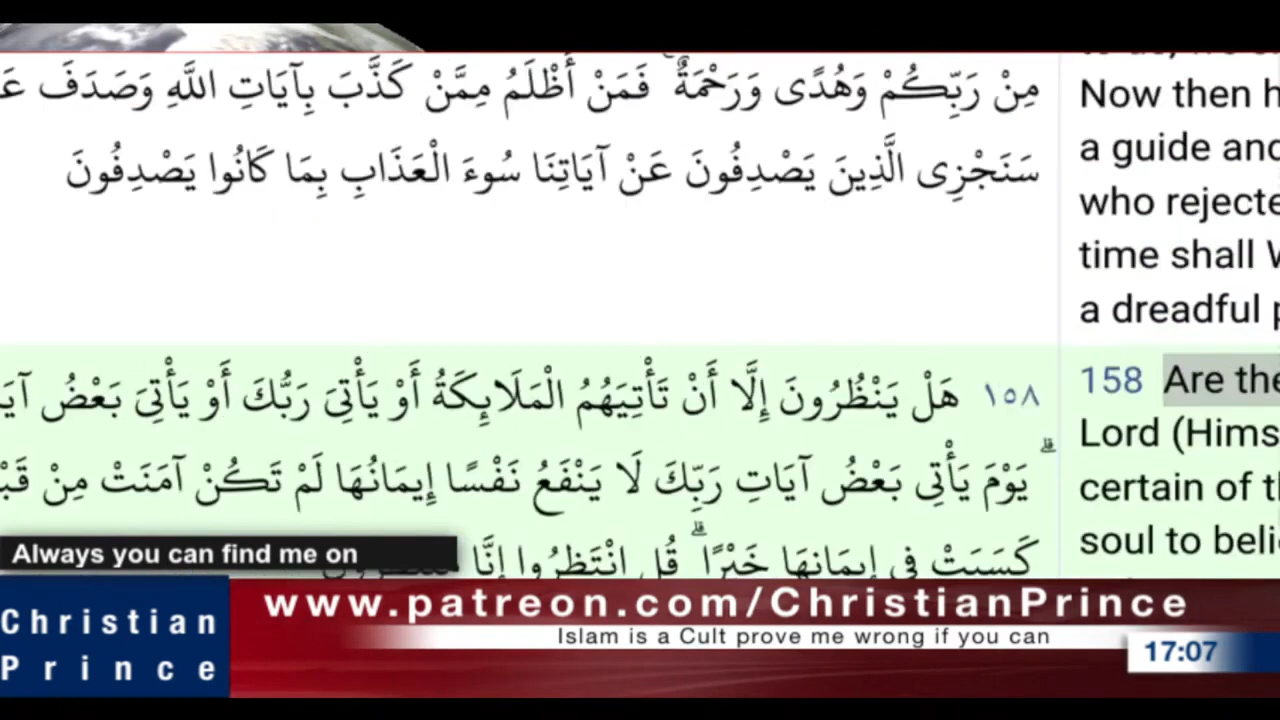 مِنْ رَبِّكُمْ وَهُدًى وَرَحْمَةٌ ۚ فَمَنْ أَظْلَمُ مِمَّنْ كَذَّبَ بِآيَاتِ اللَّهِ وَصَدَفَ
سَنَجْزِي الَّذِينَ يَصْدِفُونَ عَنْ آيَاتِنَا سُوءَ الْعَذَابِ بِمَا كَانُوا يَصْدِفُونَ
Now then h
a guide and
who rejecte
time shall W
a dreadful p
١٥٨ هَلْ يَنْظُرُونَ إِلَّا أَنْ تَأْتِيَهُمُ الْمَلَائِكَةُ أَوْ يَأْتِيَ رَبُّكَ أَوْ يَأْتِيَ بَعْضُ
يَوْمَ يَأْتِي بَعْضُ آيَاتِ رَبِّكَ لَا يَنْفَعُ نَفْسًا إِيمَانُهَا لَمْ تَكُنْ آمَنَتْ مِنْ
كَسَبَتْ فِي إِيمَانِهَا خَيْرًا ۗ قُلِ انْتَظِرُوا إِنَّا
158 Are the
Lord (Hims
certain of t
soul to beli
Always you can find me on
www.patreon.com/ChristianPrince
Islam is a Cult prove me wrong if you can
Christian
Prince
17:07